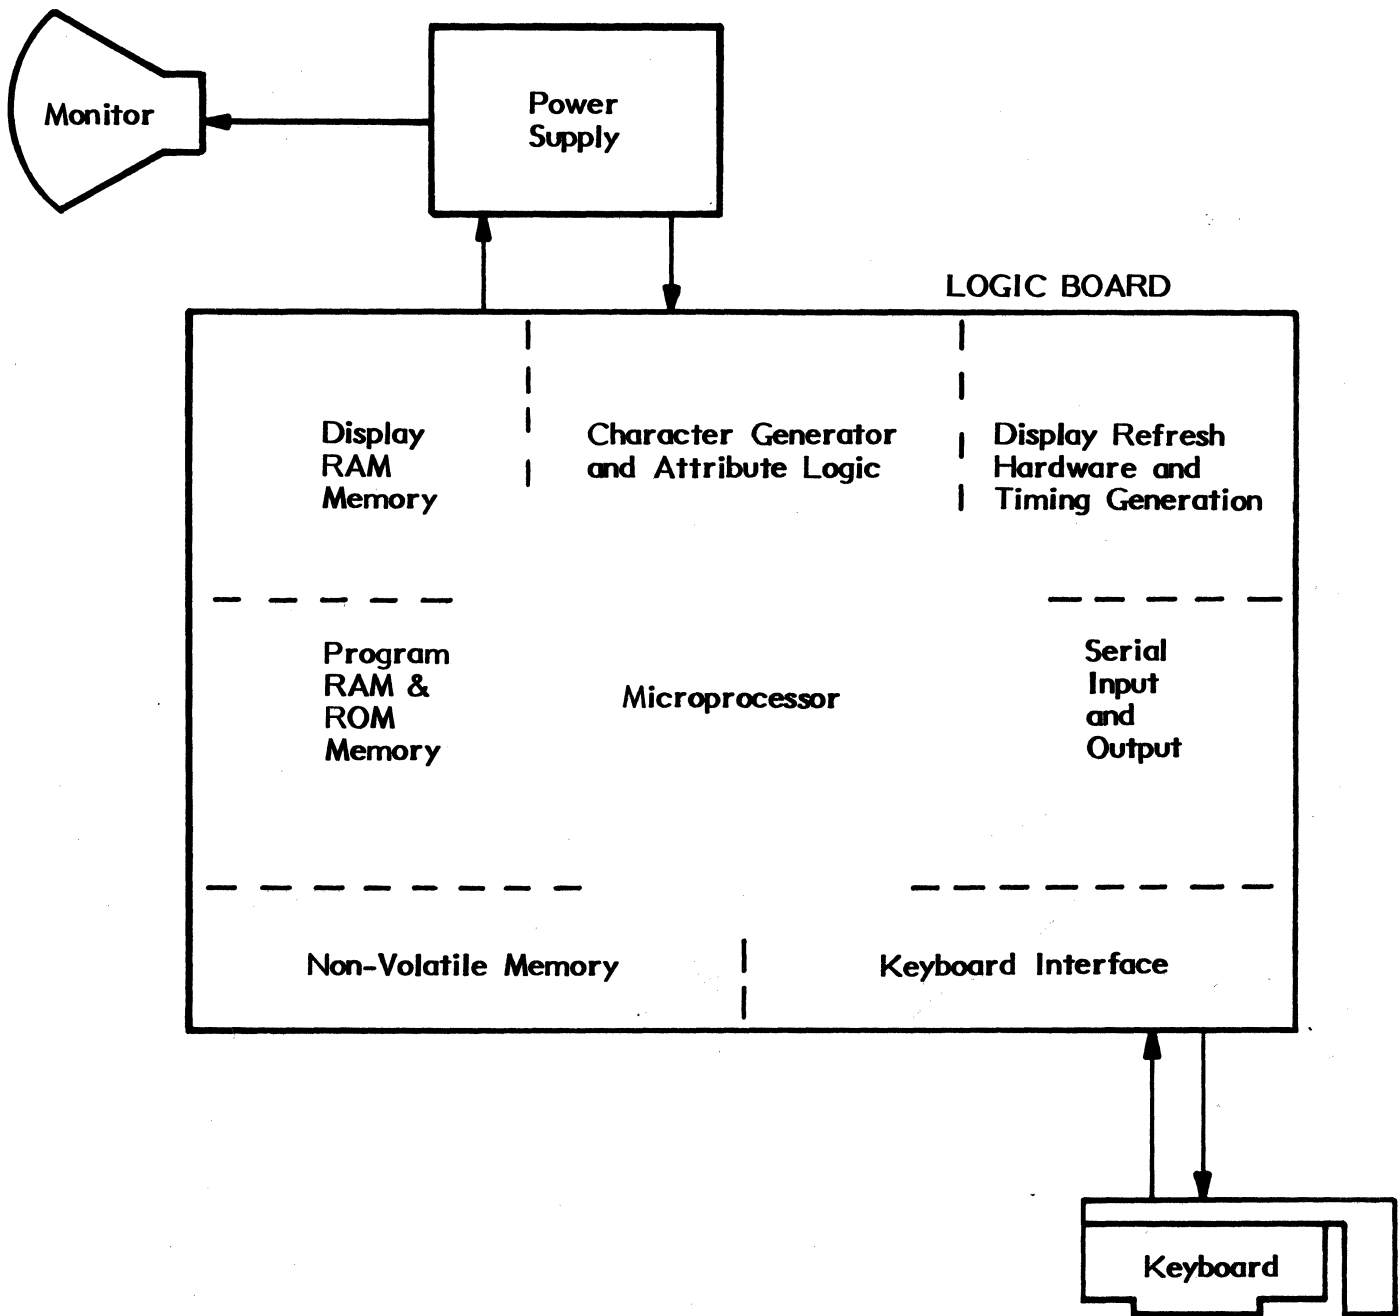 Monitor
Power
Supply
LOGIC BOARD
Display
RAM
Memory
Character Generator
and Attribute Logic
Display Refresh
Hardware and
Timing Generation
Program
RAM &
ROM
Memory
Microprocessor
Serial
Input
and
Output
Non-Volatile Memory
Keyboard Interface
Keyboard